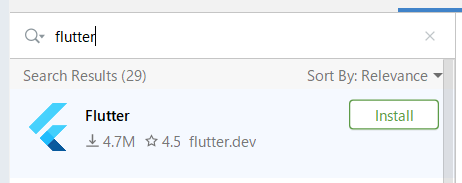 flutter
Search Results (29) Sort By: Relevance
Flutter Install
4.7M 4.5 flutter.dev